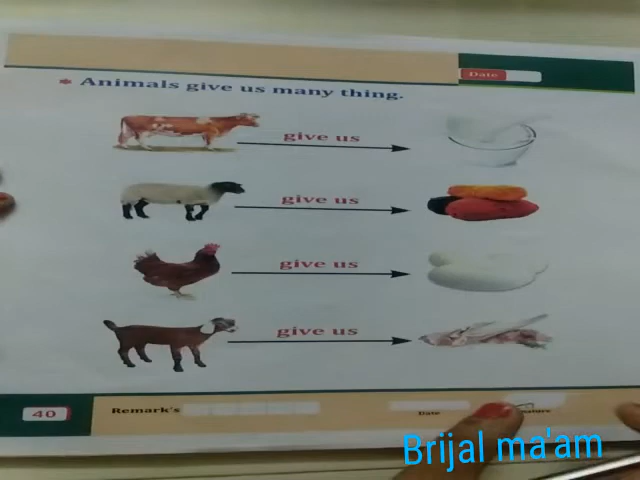 Date
* Animals give us many thing.
give us
give us
give us
give us
40
Remark's
Date
Brijal ma'am